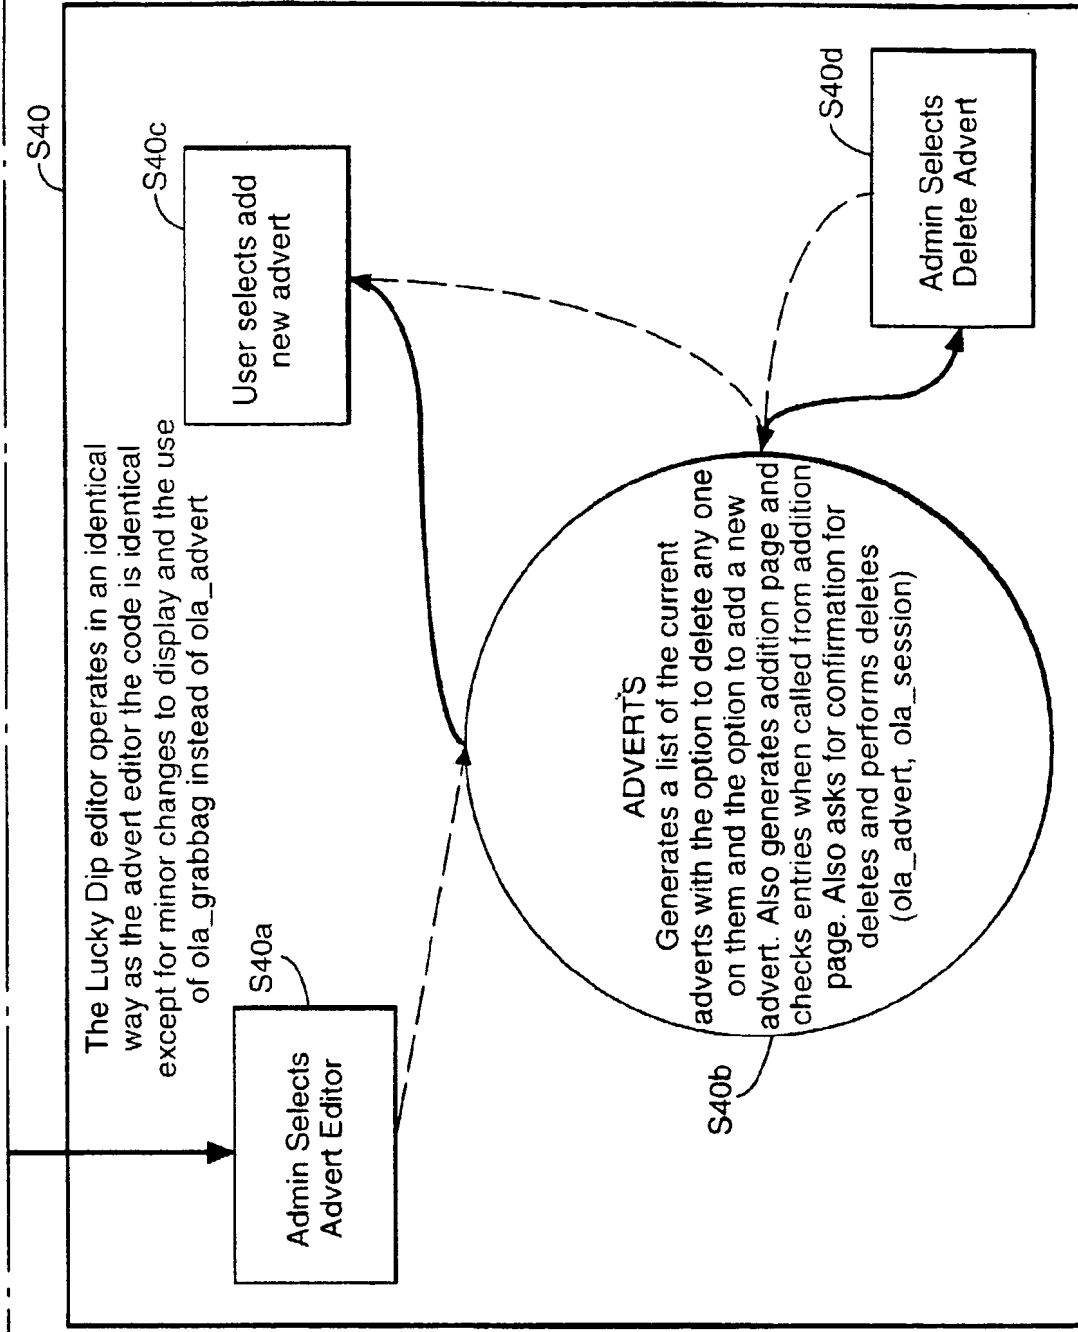 S40
The Lucky Dip editor operates in an identical
way as the advert editor the code is identical
except for minor changes to display and the use
of ola_grabbag instead of ola_advert
S40a
Admin Selects
Advert Editor
S40c
User selects add
new advert
S40b
ADVERTS
Generates a list of the current
adverts with the option to delete any one
on them and the option to add a new
advert. Also generates addition page and
checks entries when called from addition
page. Also asks for confirmation for
deletes and performs deletes
(ola_advert, ola_session)
S40d
Admin Selects
Delete Advert